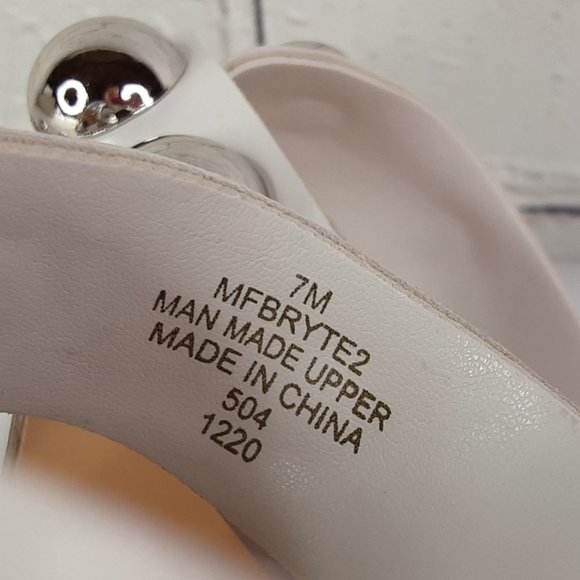 7M
MFBRYTE2
MAN MADE UPPER
MADE IN CHINA
504
1220